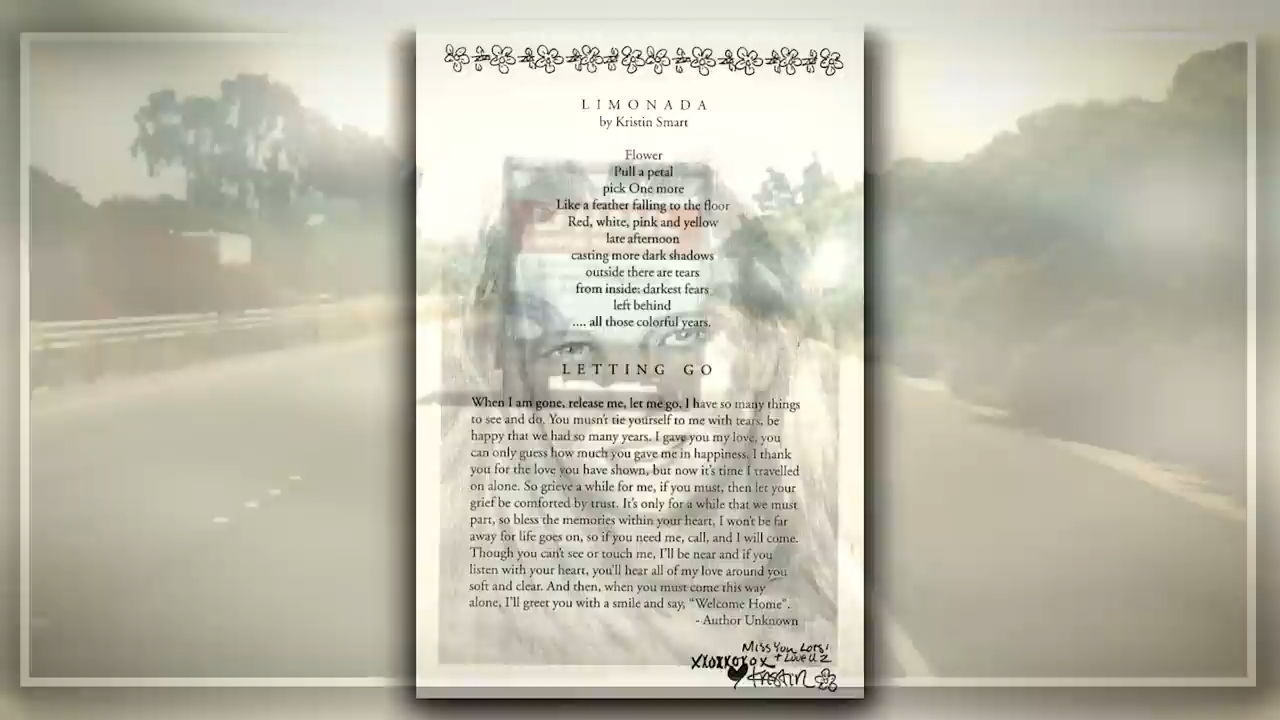 LIMONADA
by Kristin Smart
Flower
Pull a petal
pick One more
Like a feather falling to the floor
Red, white, pink and yellow
late afternoon
casting more dark shadows
outside there are tears
from inside: darkest fears
left behind
.... all those colorful years.
LETTING GO
When I am gone, release me, let me go. I have so many things
to see and do. You musn't tie yourself to me with tears, be
happy that we had so many years. I gave you my love, you
can only guess how much you gave me in happiness. I thank
you for the love you have shown, but now it's time I travelled
on alone. So grieve a while for me, if you must, then let your
grief be comforted by trust. It's only for a while that we must
part, so bless the memories within your heart, I won't be far
away for life goes on, so if you need me, call, and I will come.
Though you can't see or touch me, I'll be near and if you
listen with your heart, you'll hear all of my love around you
soft and clear. And then, when you must come this way
alone, I'll greet you with a smile and say, "Welcome Home".
- Author Unknown
Miss You Lots!
+ Love U 2
XXOXXOXOX
Kristin